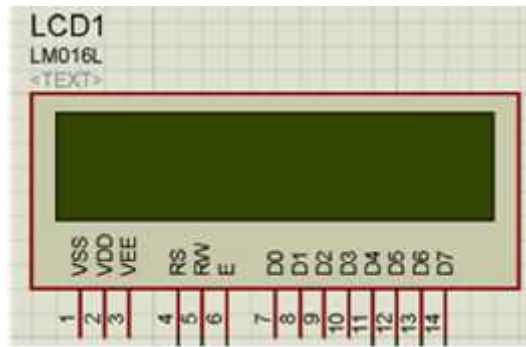 LCD1
LM016L
<TEXT>
VSS VDD VEE RS RW E D0 D1 D2 D3 D4 D5 D6 D7
1 2 3 4 5 6 7 8 9 10 11 12 13 14